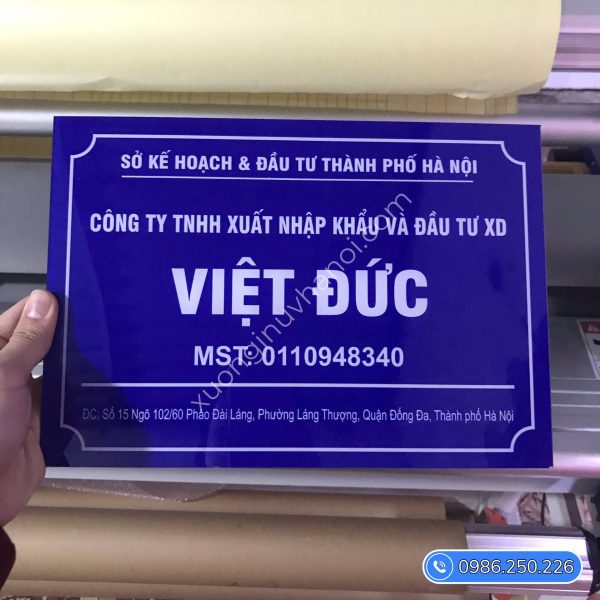 SỞ KẾ HOẠCH & ĐẦU TƯ THÀNH PHỐ HÀ NỘI
CÔNG TY TNHH XUẤT NHẬP KHẨU VÀ ĐẦU TƯ XD
VIỆT ĐỨC
MST: 0110948340
ĐC: Số 15 Ngõ 102/60 Pháo Đài Láng, Phường Láng Thượng, Quận Đống Đa, Thành phố Hà Nội
xuonginuvhanoi.com
0986.250.226